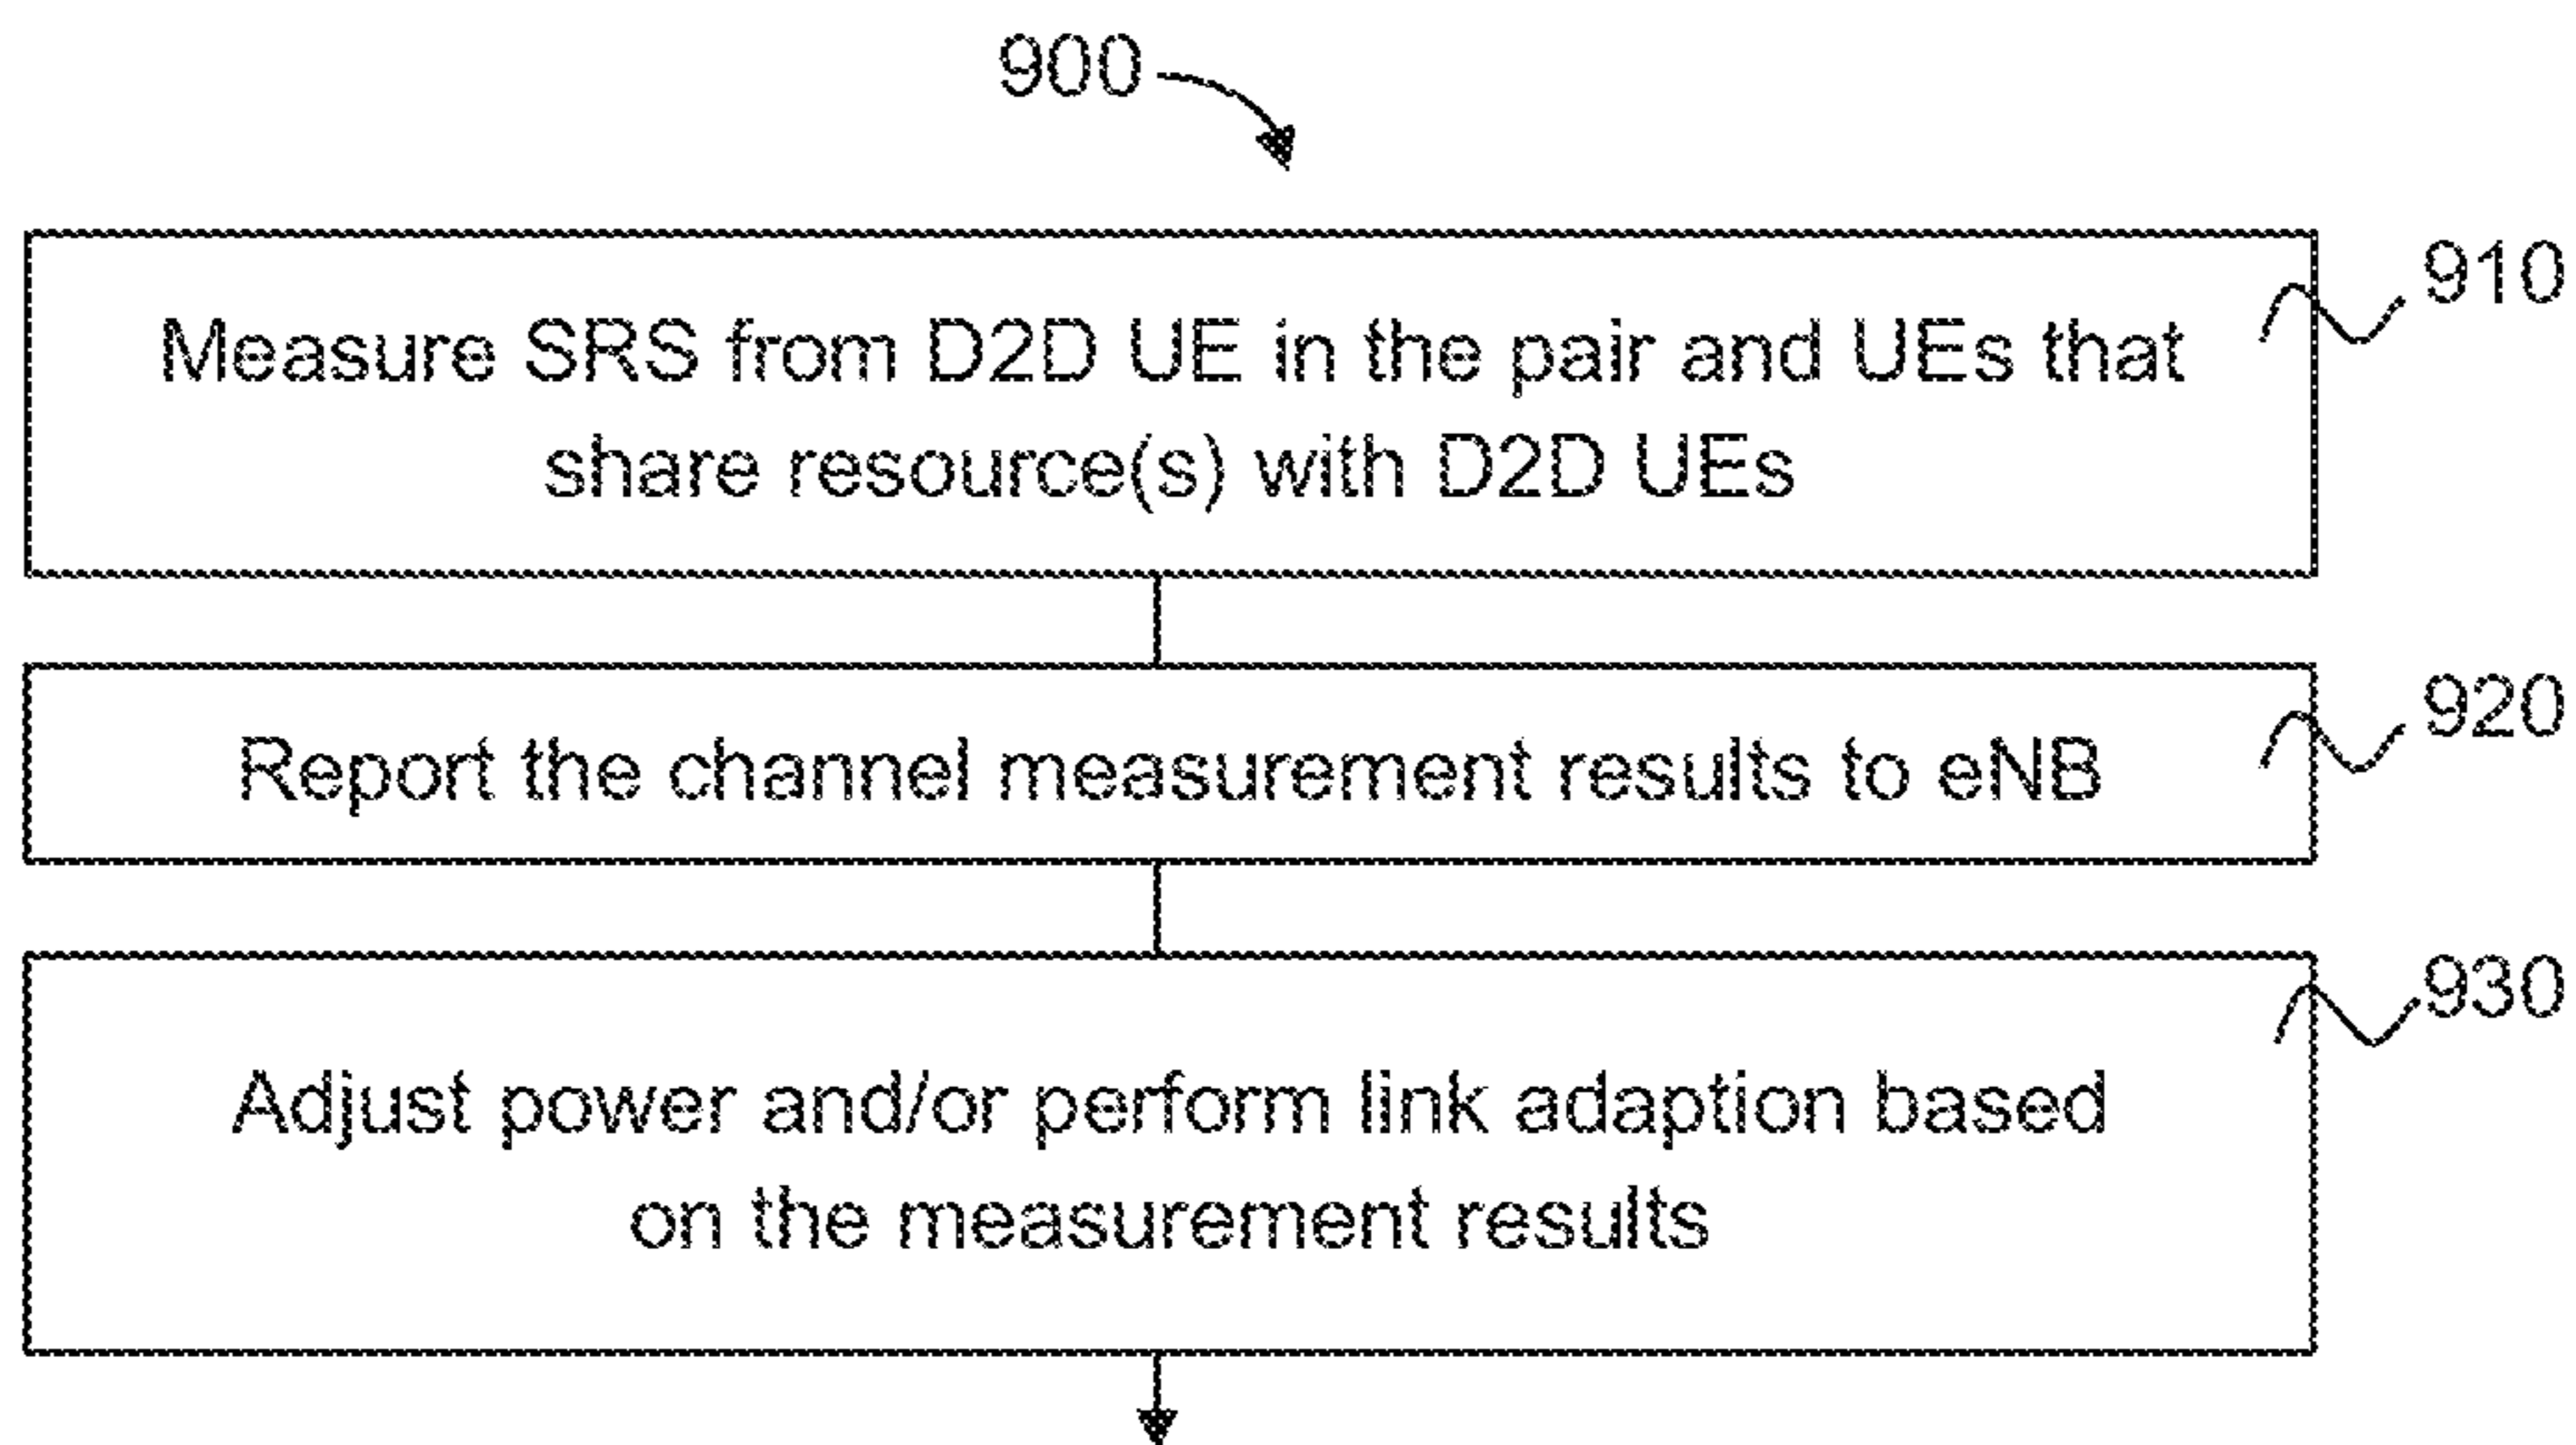 900
910
Measure SRS from D2D UE in the pair and UEs that
share resource(s) with D2D UEs
920
Report the channel measurement results to eNB
930
Adjust power and/or perform link adaption based
on the measurement results